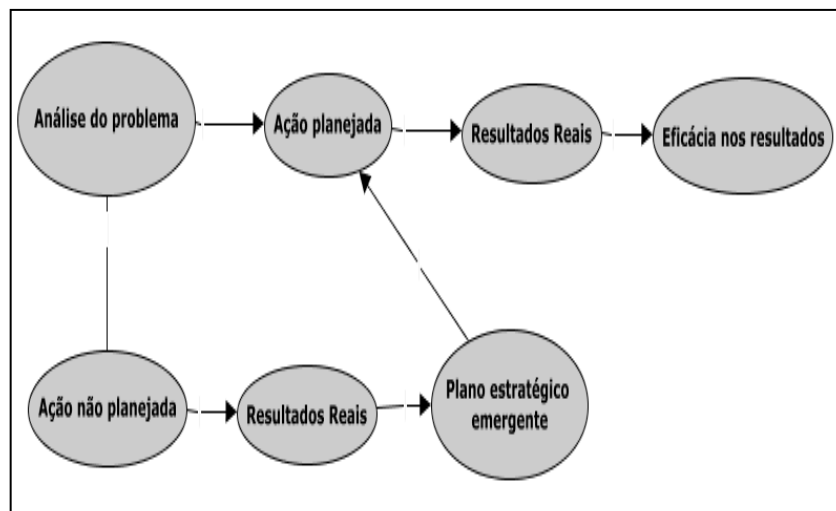 Análise do problema
Ação planejada
Resultados Reais
Eficácia nos resultados
Ação não planejada
Resultados Reais
Plano estratégico
emergente